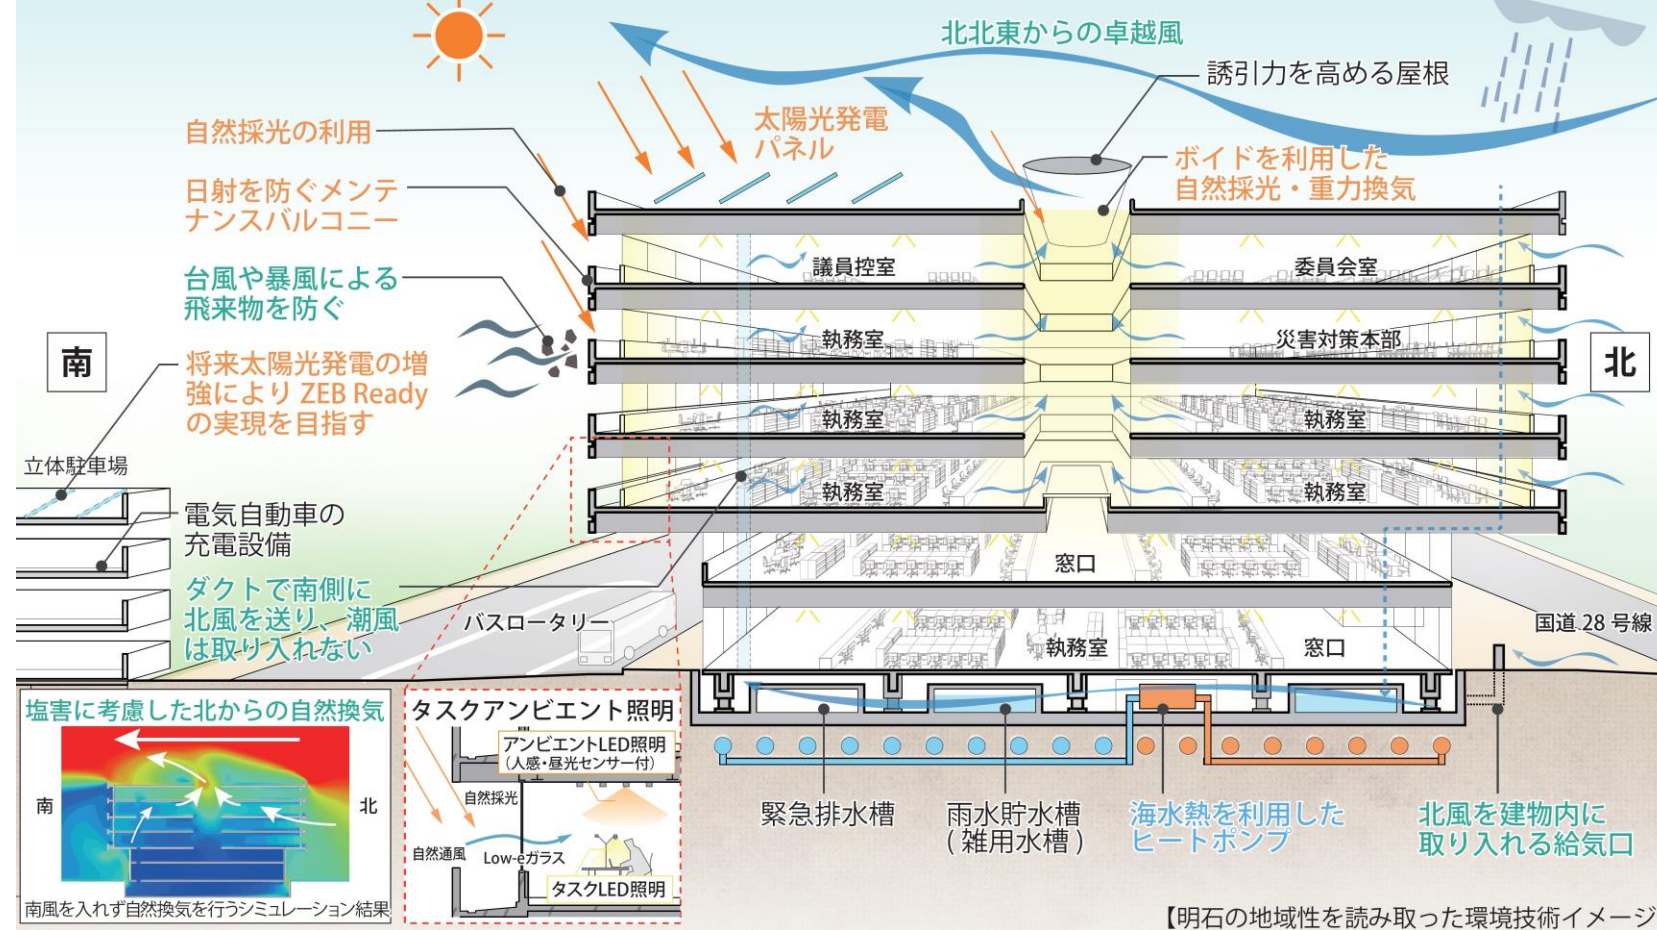 北北東からの卓越風
誘引力を高める屋根
自然採光の利用
太陽光発電
パネル
ボイドを利用した
自然採光・重力換気
日射を防ぐメンテ
ナンスバルコニー
台風や暴風による
飛来物を防ぐ
議員控室
委員会室
南
執務室
災害対策本部
北
将来太陽光発電の増
強により ZEB Ready
の実現を目指す
執務室
執務室
立体駐車場
執務室
執務室
電気自動車の
充電設備
窓口
ダクトで南側に
北風を送り、潮風
は取り入れない
バスロータリー
国道 28 号線
執務室
窓口
塩害に考慮した北からの自然換気
南
北
南風を入れず自然換気を行うシミュレーション結果
タスクアンビエント照明
アンビエントLED照明
(人感・昼光センサー付)
自然採光
自然通風
Low-eガラス
タスクLED照明
緊急排水槽
雨水貯水槽
(雑用水槽)
海水熱を利用した
ヒートポンプ
北風を建物内に
取り入れる給気口
【明石の地域性を読み取った環境技術イメージ